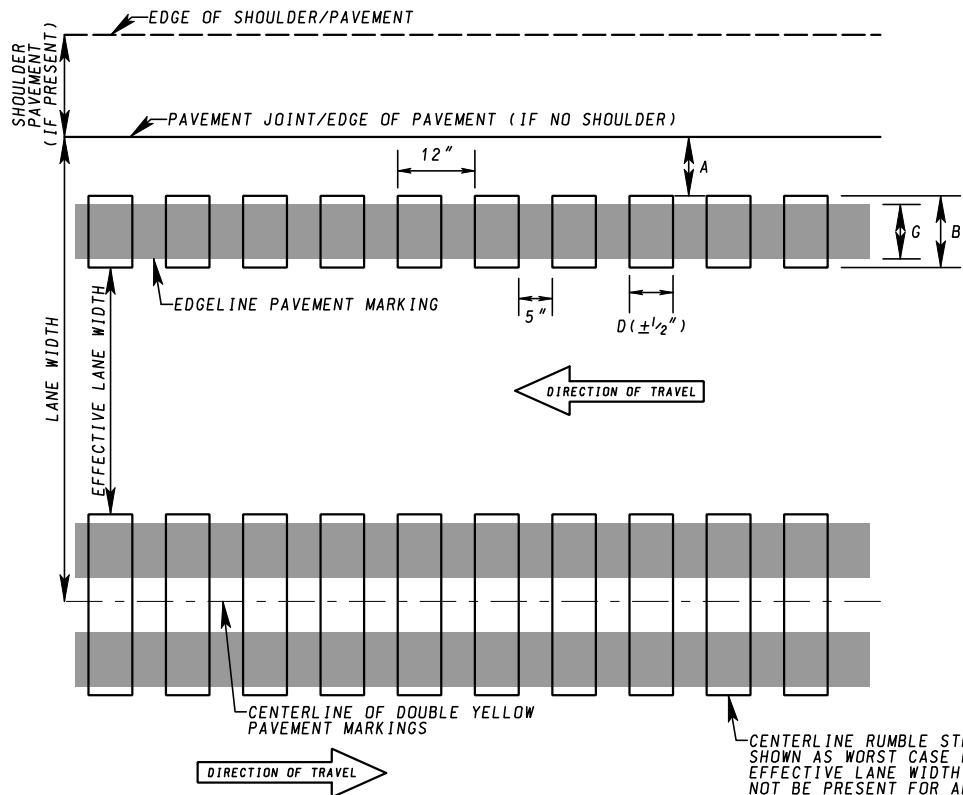 EDGE OF SHOULDER/PAVEMENT
SHOULDER
PAVEMENT
(IF PRESENT)
PAVEMENT JOINT/EDGE OF PAVEMENT (IF NO SHOULDER)
12"
A
G
B
EDGELINE PAVEMENT MARKING
5"
D(±1/2")
LANE WIDTH
EFFECTIVE LANE WIDTH
DIRECTION OF TRAVEL
CENTERLINE OF DOUBLE YELLOW
PAVEMENT MARKINGS
DIRECTION OF TRAVEL
CENTERLINE RUMBLE
SHOWN AS WORST CASE
EFFECTIVE LANE WIDTH
NOT BE PRESENT FOR